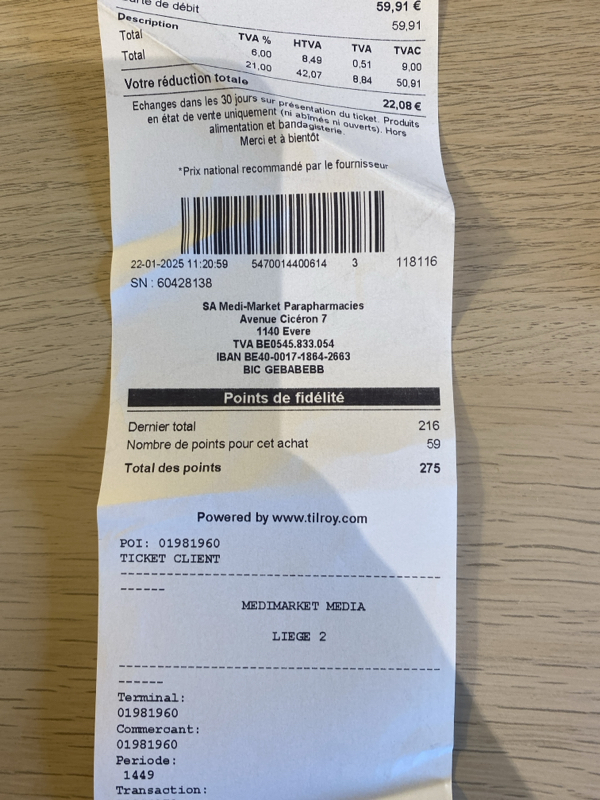 rte de débit 59,91 €
Description 59,91
TVA % HTVA TVA TVAC
Total 6,00 8,49 0,51 9,00
Total 21,00 42,07 8,84 50,91
Votre réduction totale 22,08 €
Echanges dans les 30 jours sur présentation du ticket. Produits
en état de vente uniquement (ni abîmés ni ouverts). Hors
alimentation et bandagisterie.
Merci et à bientôt
*Prix national recommandé par le fournisseur
22-01-2025 11:20:59 5470014400614 3 118116
SN : 60428138
SA Medi-Market Parapharmacies
Avenue Cicéron 7
1140 Evere
TVA BE0545.833.054
IBAN BE40-0017-1864-2663
BIC GEBABEBB
Points de fidélité
Dernier total 216
Nombre de points pour cet achat 59
Total des points 275
Powered by www.tilroy.com
POI: 01981960
TICKET CLIENT
MEDIMARKET MEDIA
LIEGE 2
Terminal:
01981960
Commercant:
01981960
Periode:
1449
Transaction: